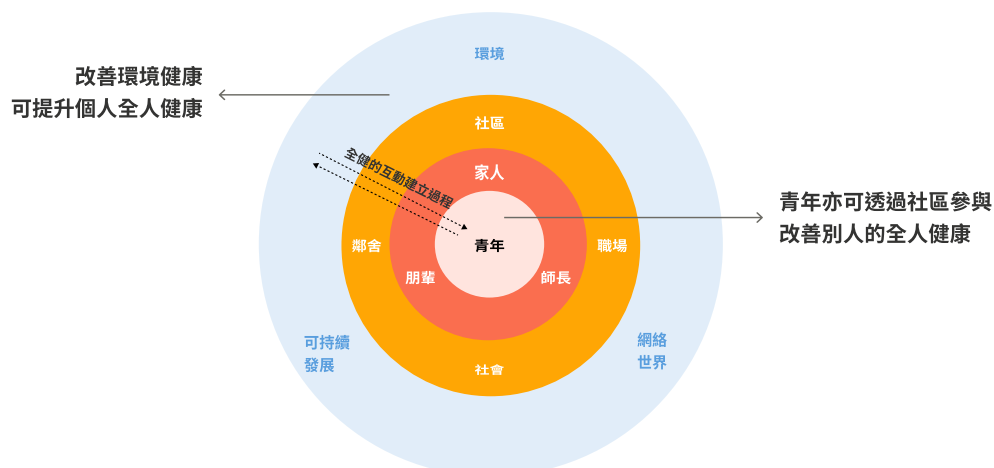 環境
改善環境健康
可提升個人全人健康
社區
全健的互動建立過程
家人
青年亦可透過社區參與
改善別人的全人健康
鄰舍
青年
職場
朋輩
師長
可持續
發展
網絡
世界
社會